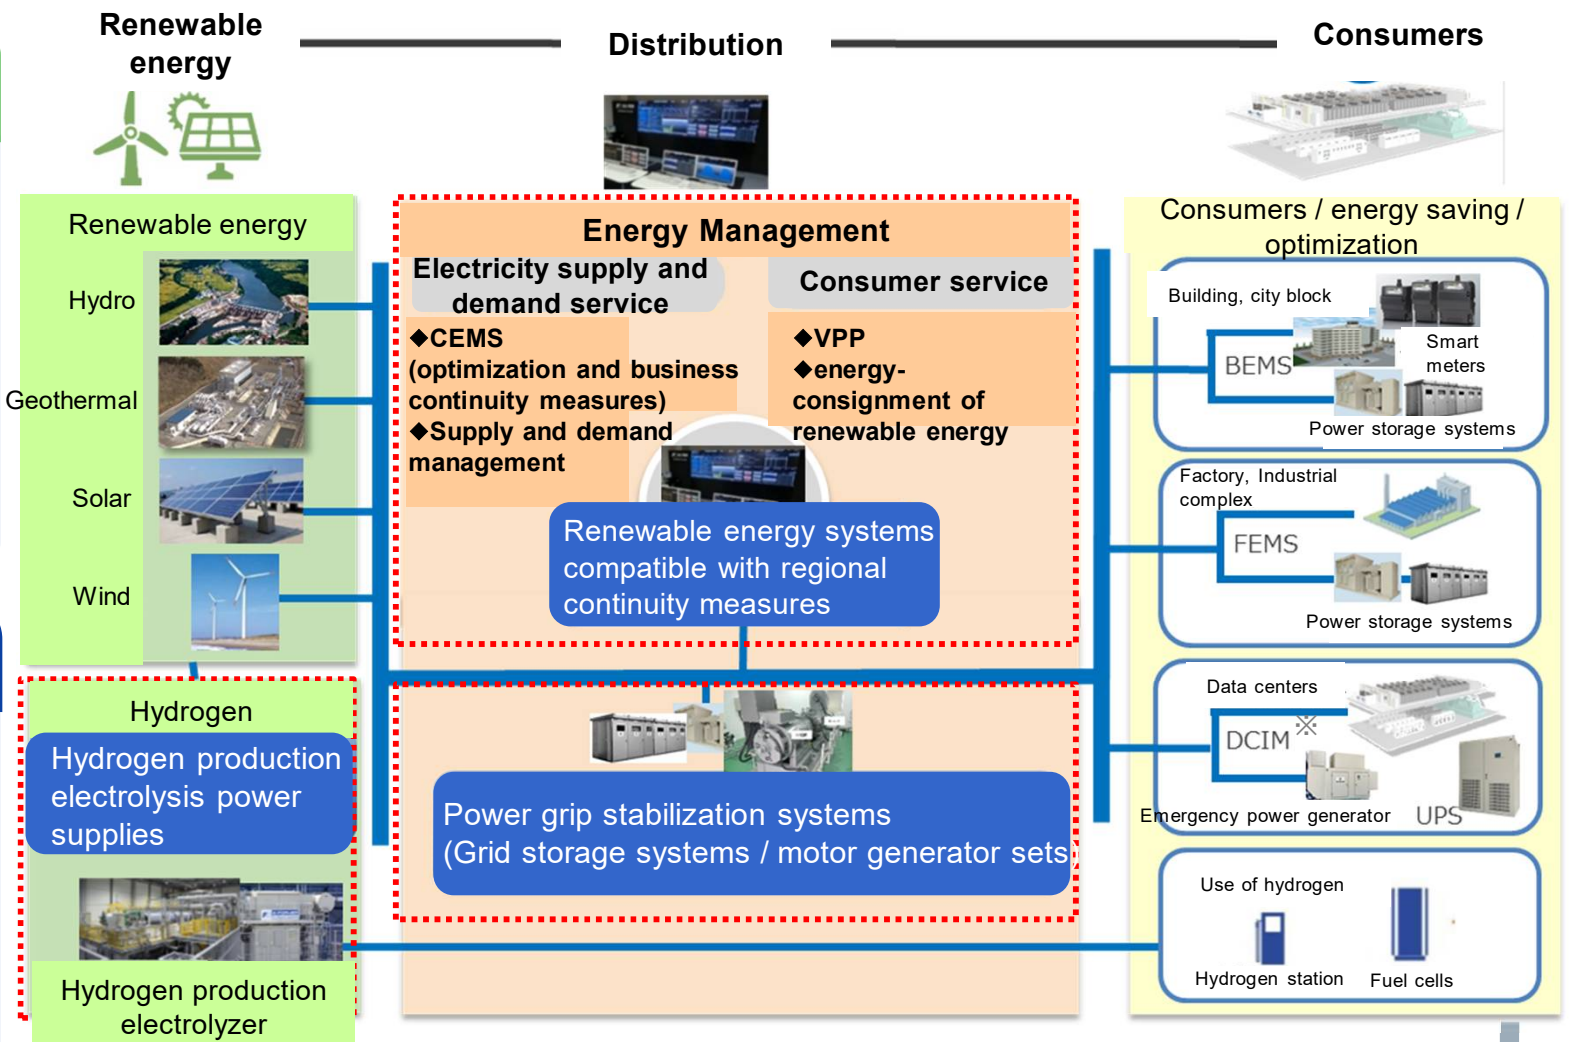 Renewable
energy
Distribution
Consumers
Renewable energy
Hydro
Geothermal
Solar
Wind
Hydrogen
Hydrogen production
electrolysis power
supplies
Hydrogen production
electrolyzer
Energy Management
Electricity supply and
demand service
◆CEMS
(optimization and business
continuity measures)
◆Supply and demand
management
Consumer service
◆VPP
◆energy-
consignment of
renewable energy
Renewable energy systems
compatible with regional
continuity measures
Power grip stabilization systems
(Grid storage systems / motor generator sets)
Consumers / energy saving /
optimization
Building, city block
BEMS
Smart
meters
Power storage systems
Factory, Industrial
complex
FEMS
Power storage systems
Data centers
DCIM※
Emergency power generator
UPS
Use of hydrogen
Hydrogen station
Fuel cells